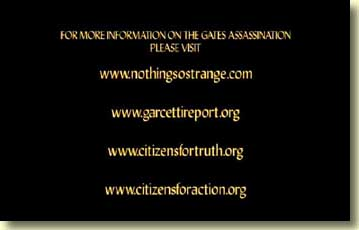 FOR MORE INFORMATION ON THE GATES ASSASSINATION
PLEASE VISIT
www.nothingsostrange.com
www.garcettireport.org
www.citizensfortruth.org
www.citizensforaction.org